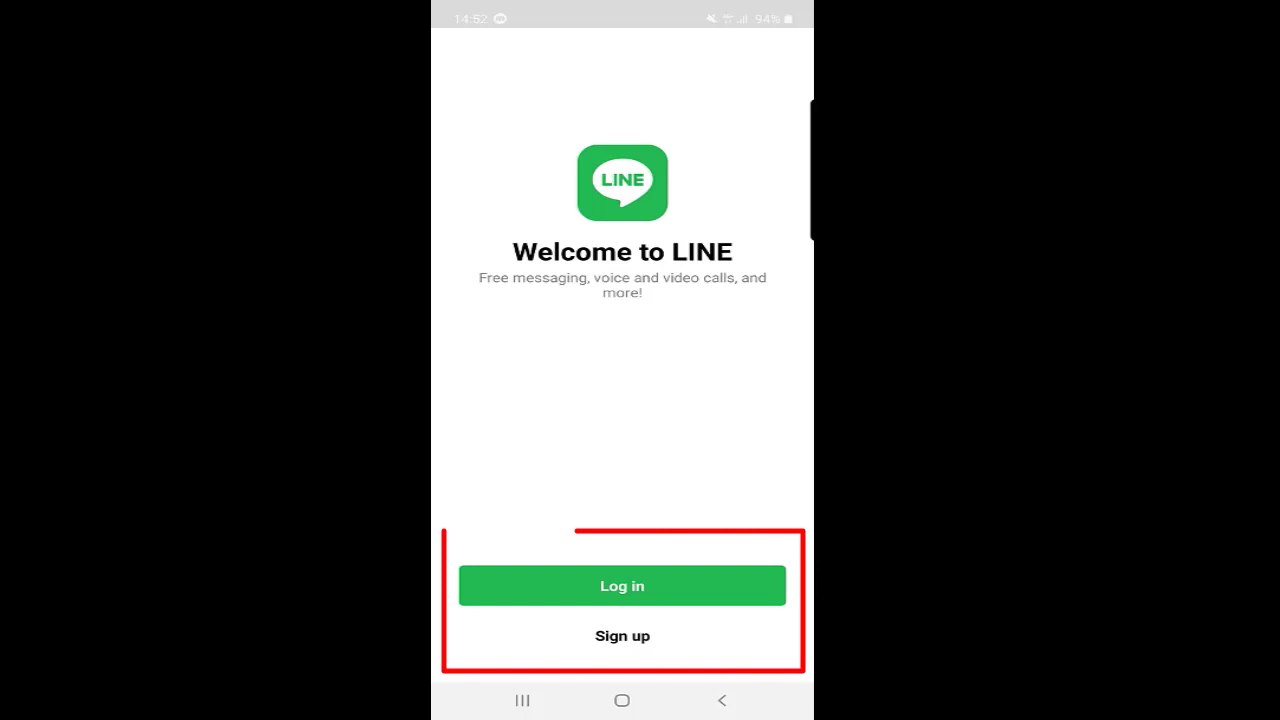 14:52 94%
LINE
Welcome to LINE
Free messaging, voice and video calls, and
more!
Log in
Sign up